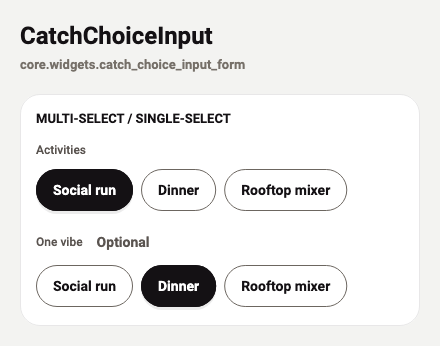 CatchChoiceInput
core.widgets.catch_choice_input_form
MULTI-SELECT / SINGLE-SELECT
Activities
Social run Dinner Rooftop mixer
One vibe Optional
Social run Dinner Rooftop mixer